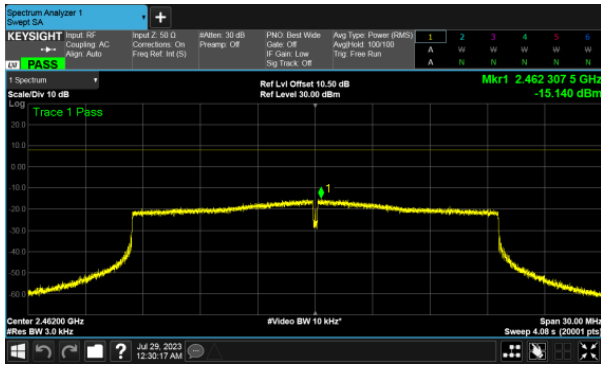 Spectrum Analyzer 1
Swept SA
+
KEYSIGHT Input: RF Input Z: 50 Ω #Atten: 30 dB PNO: Best Wide Avg Type: Power (RMS) 1 2 3 4 5 6
Coupling: AC Corrections: On Preamp: Off Gate: Off Avg|Hold: 100/100 A W W W W W
Align: Auto Freq Ref: Int (S) IF Gain: Low Trig: Free Run
Sig Track: Off A N N N N N
LXI PASS
1 Spectrum Mkr1 2.462 307 5 GHz
Scale/Div 10 dB Ref Lvl Offset 10.50 dB
Ref Level 30.00 dBm -15.140 dBm
Log
Trace 1 Pass
20.0
10.0
0.00
-10.0
1
-20.0
-30.0
-40.0
-50.0
-60.0
Center 2.46200 GHz #Video BW 10 kHz* Span 30.00 MHz
#Res BW 3.0 kHz Sweep 4.08 s (20001 pts)
? Jul 29, 2023
12:30:17 AM